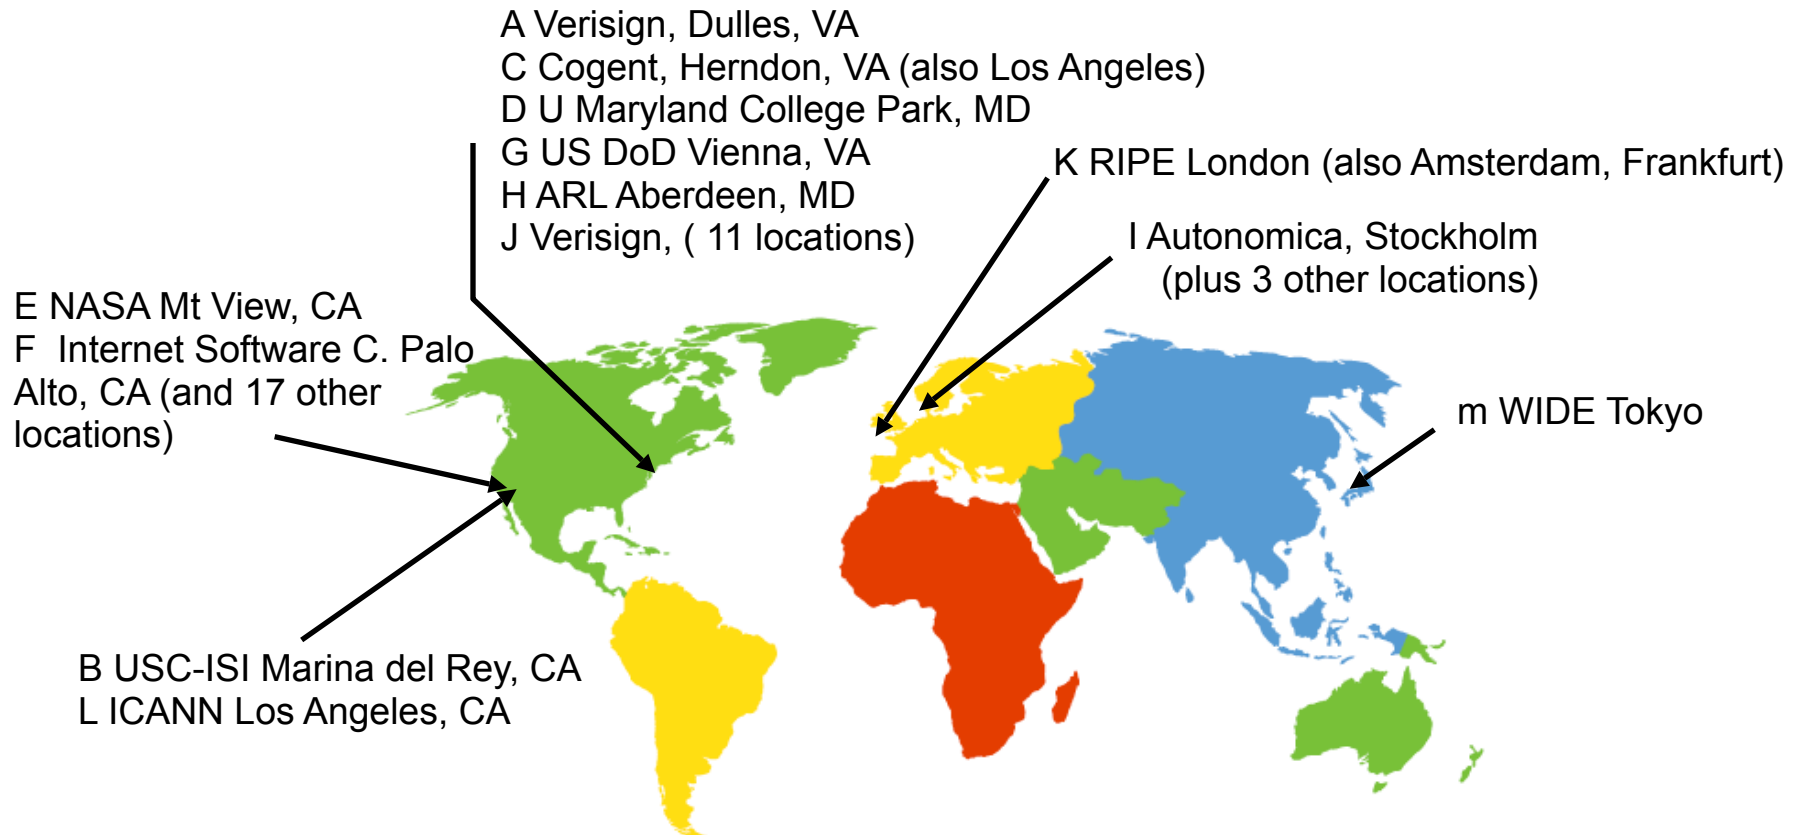 A Verisign, Dulles, VA
C Cogent, Herndon, VA (also Los Angeles)
D U Maryland College Park, MD
G US DoD Vienna, VA
H ARL Aberdeen, MD
J Verisign, ( 11 locations)
K RIPE London (also Amsterdam, Frankfurt)
I Autonomica, Stockholm
(plus 3 other locations)
E NASA Mt View, CA
F  Internet Software C. Palo
Alto, CA (and 17 other
locations)
m WIDE Tokyo
B USC-ISI Marina del Rey, CA
L ICANN Los Angeles, CA